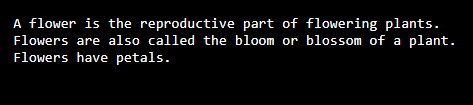 A flower is the reproductive part of flowering plants.
Flowers are also called the bloom or blossom of a plant.
Flowers have petals.